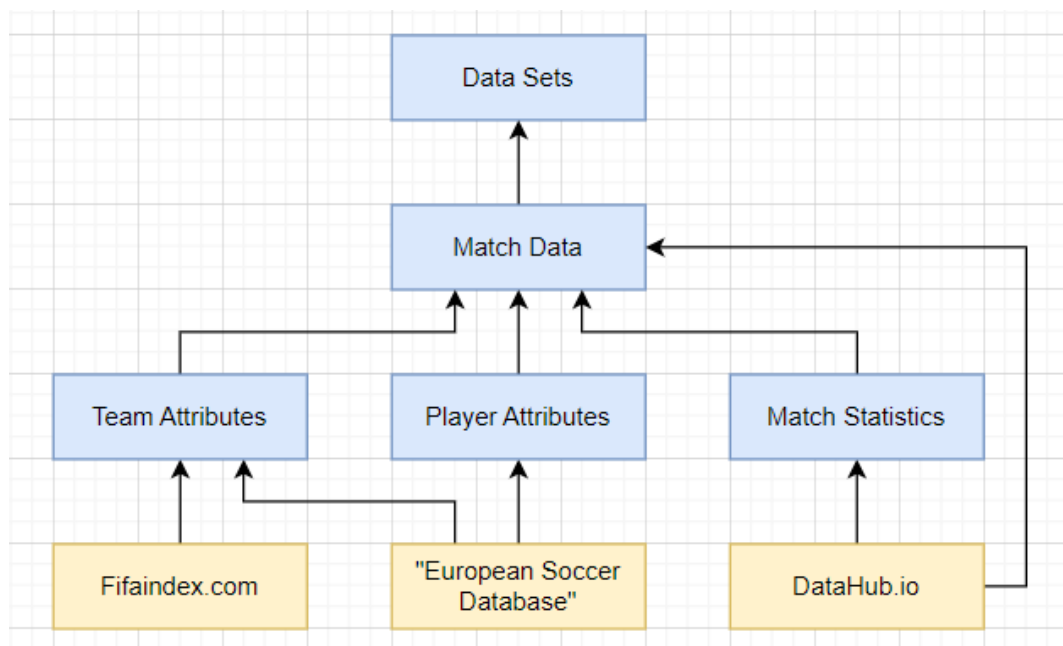 Data Sets
Match Data
Team Attributes
Player Attributes
Match Statistics
Fifaindex.com
"European Soccer
Database"
DataHub.io